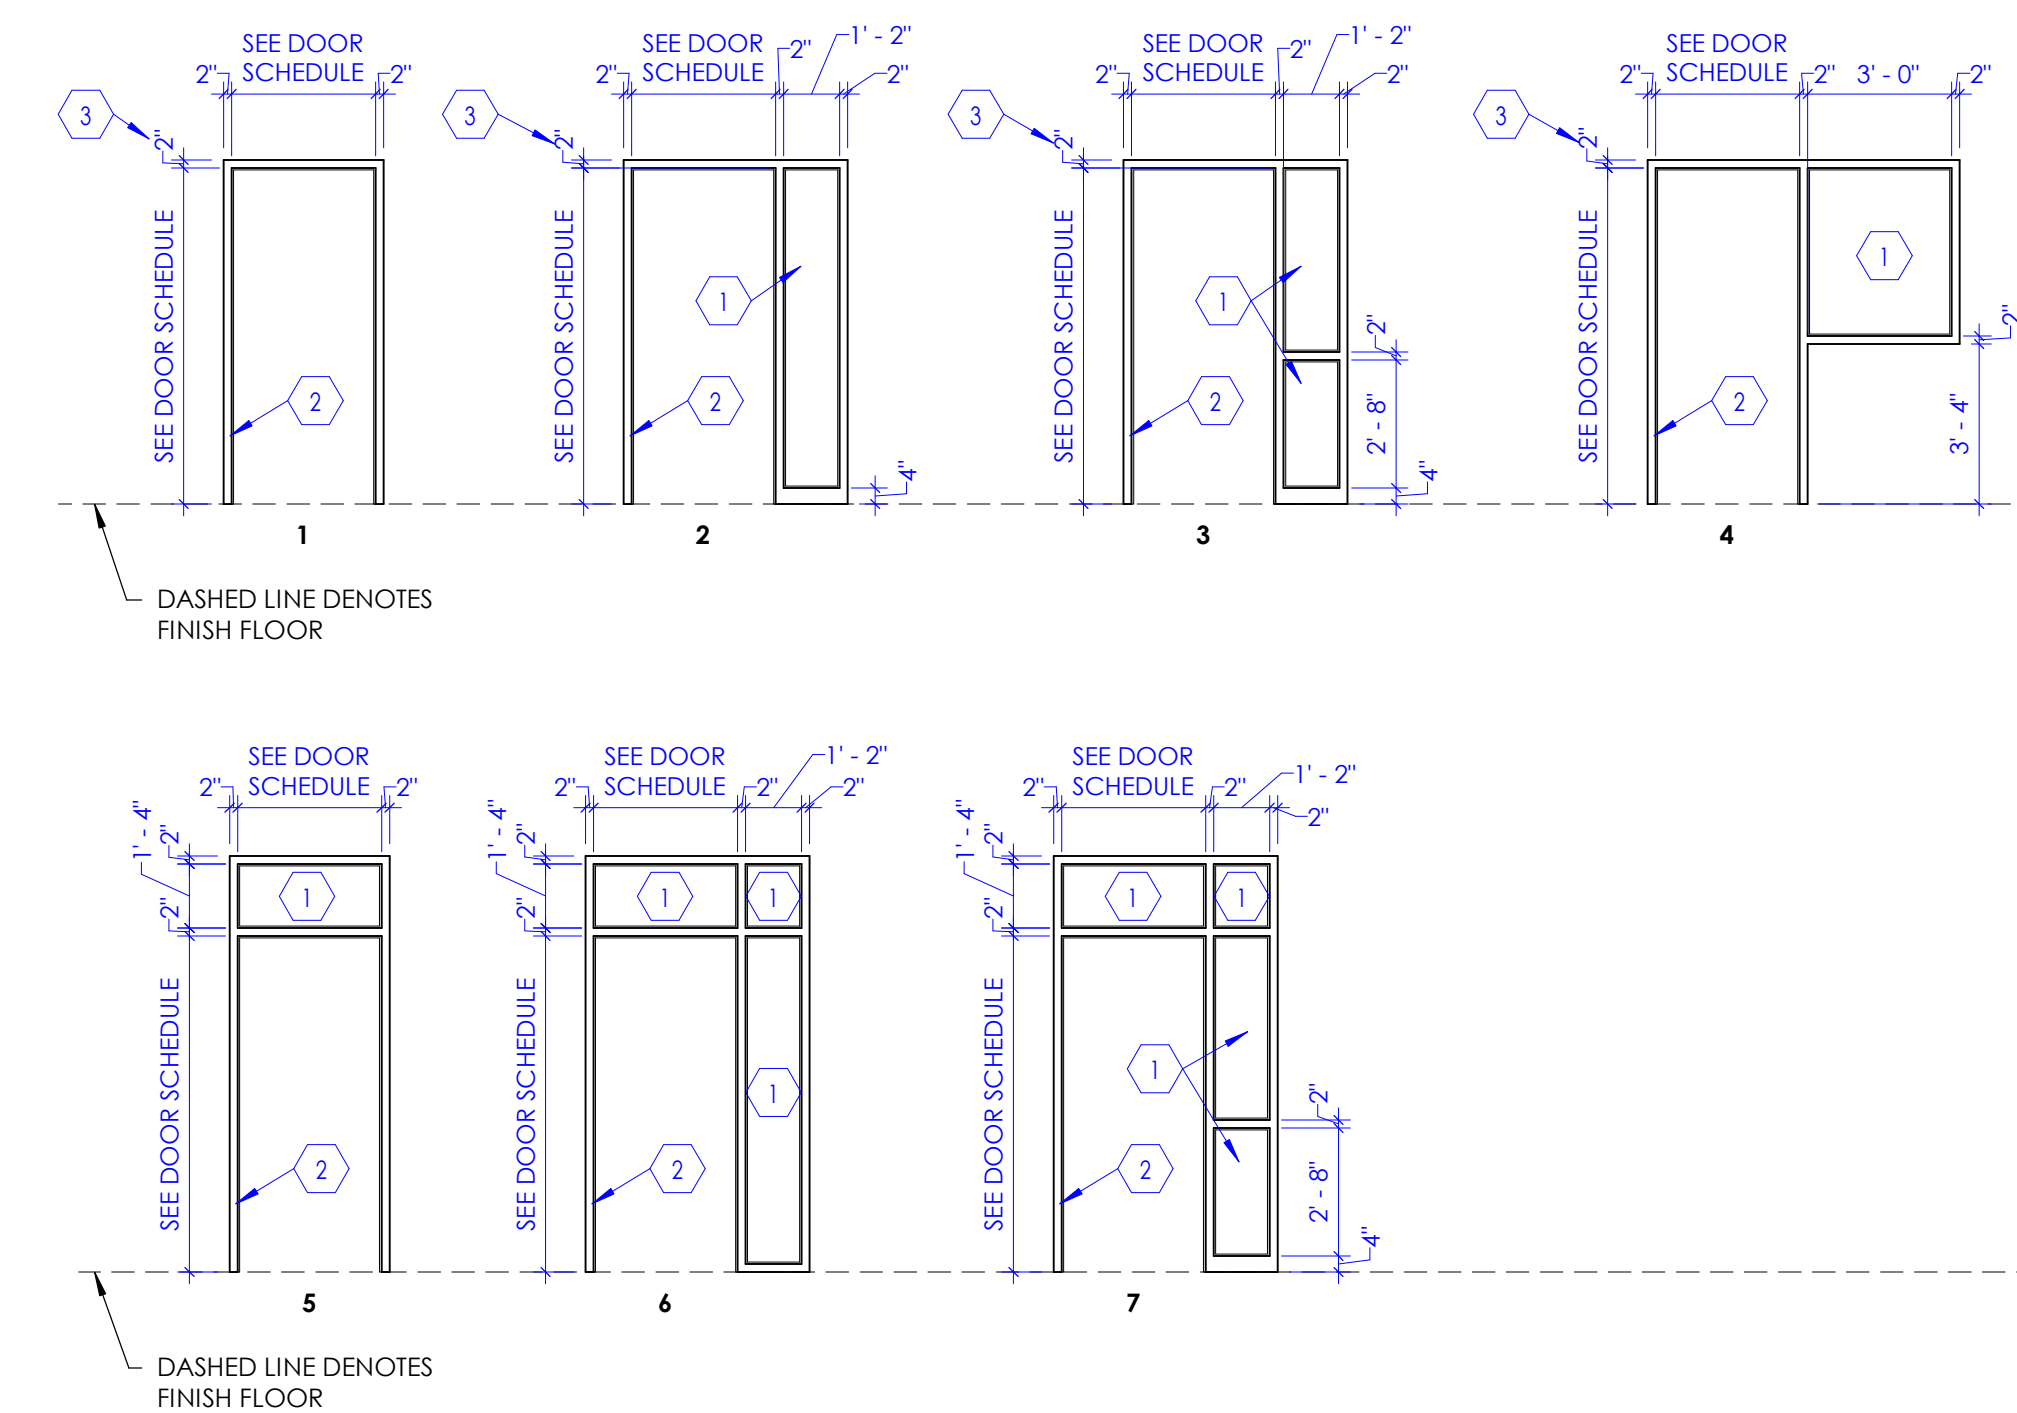 SEE DOOR
SCHEDULE
2"
2"
3
2"
SEE DOOR SCHEDULE
2
1
SEE DOOR
SCHEDULE
2"
2"
1' - 2"
2"
3
2"
SEE DOOR SCHEDULE
1
2
4"
2
SEE DOOR
SCHEDULE
2"
2"
1' - 2"
2"
3
2"
SEE DOOR SCHEDULE
1
2
2"
2' - 8"
4"
3
SEE DOOR
SCHEDULE
2"
2"
3' - 0"
2"
3
2"
SEE DOOR SCHEDULE
1
2
2"
3' - 4"
4
DASHED LINE DENOTES
FINISH FLOOR
SEE DOOR
SCHEDULE
2"
2"
1' - 4"
2"
2"
SEE DOOR SCHEDULE
1
2
5
SEE DOOR
SCHEDULE
2"
2"
1' - 2"
2"
1' - 4"
2"
2"
SEE DOOR SCHEDULE
1
1
1
2
6
SEE DOOR
SCHEDULE
2"
2"
1' - 2"
2"
1' - 4"
2"
2"
SEE DOOR SCHEDULE
1
1
1
2
2"
2' - 8"
4"
7
DASHED LINE DENOTES
FINISH FLOOR